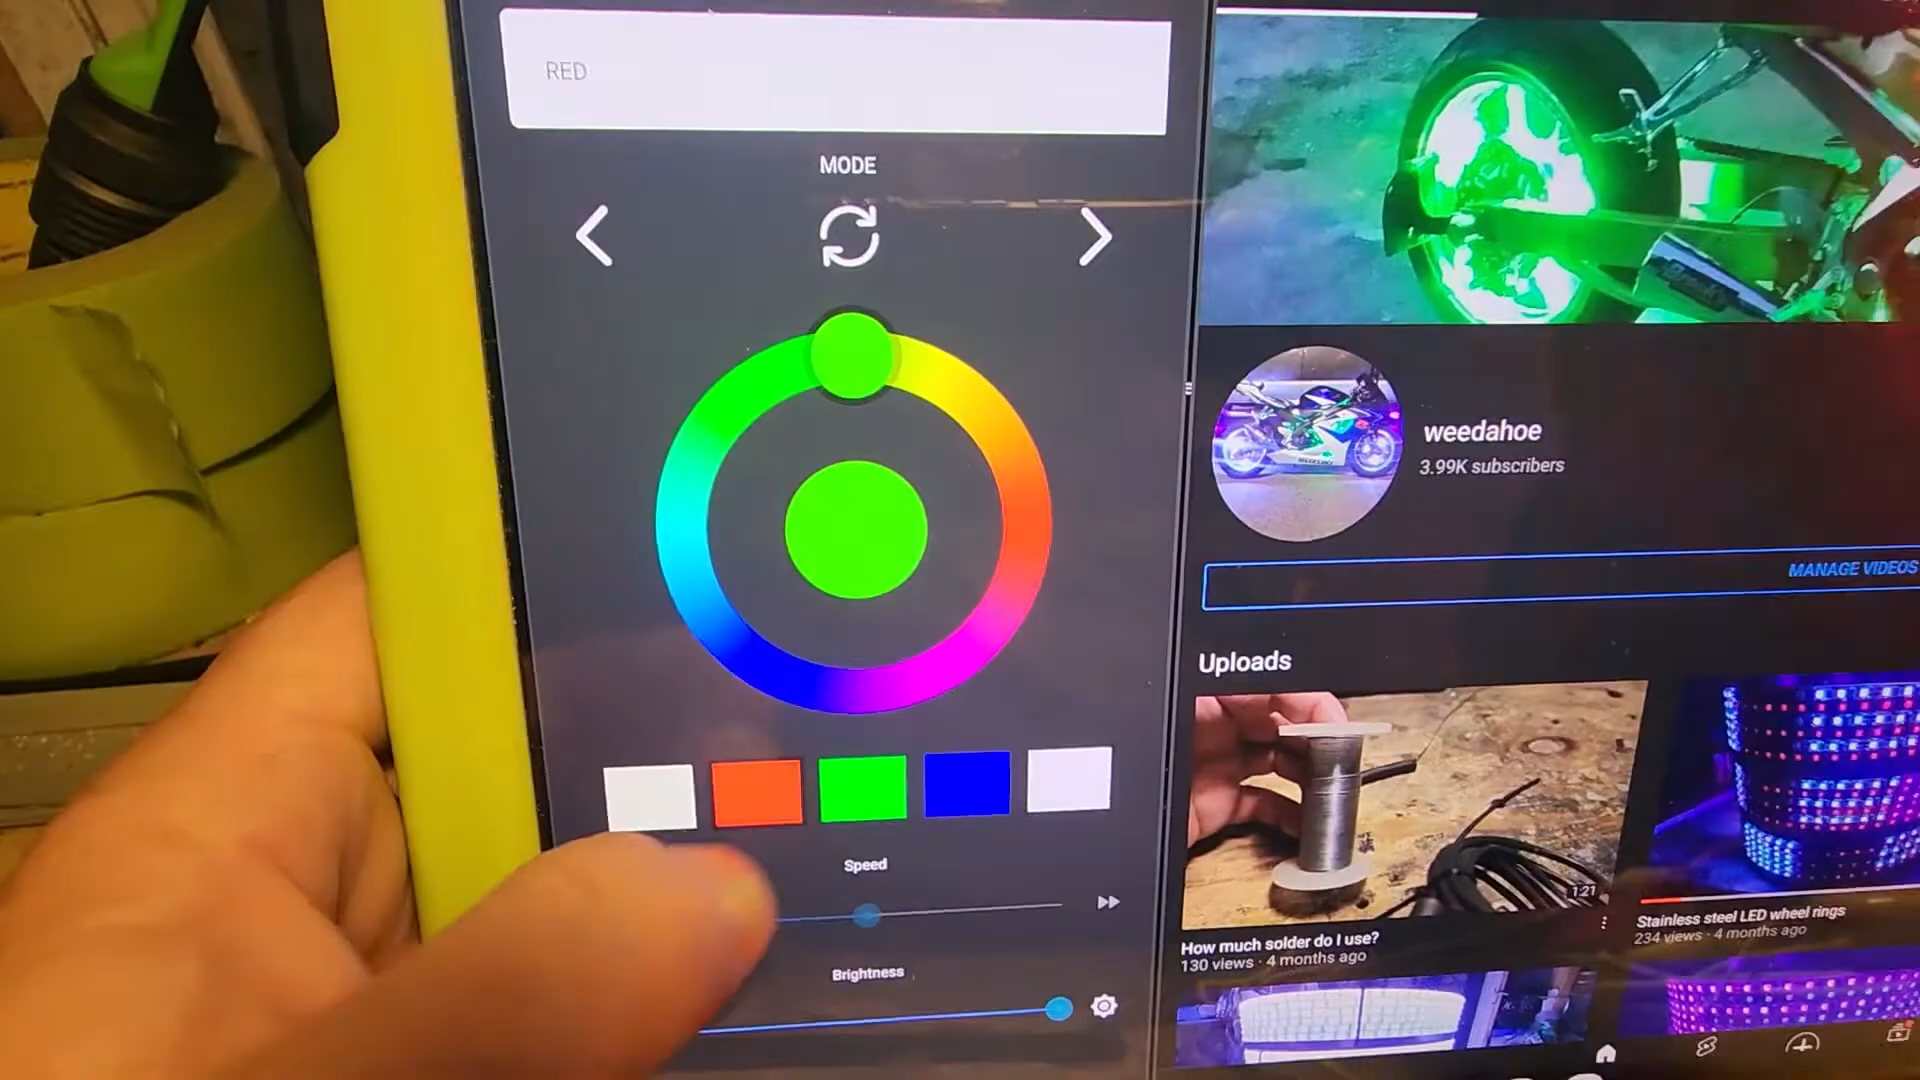 RED
MODE
Speed
Brightness
weedahoe
3.99K subscribers
MANAGE VIDEOS
Uploads
1:21
How much solder do I use?
130 views · 4 months ago
Stainless steel LED wheel rings
234 views · 4 months ago
SUZUKI